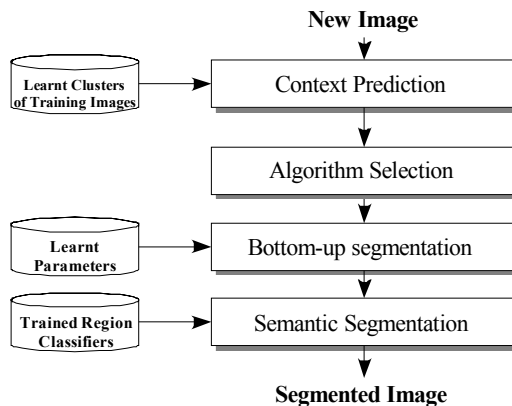 New Image
Learnt Clusters
of Training Images
Context Prediction
Algorithm Selection
Learnt
Parameters
Bottom-up segmentation
Trained Region
Classifiers
Semantic Segmentation
Segmented Image